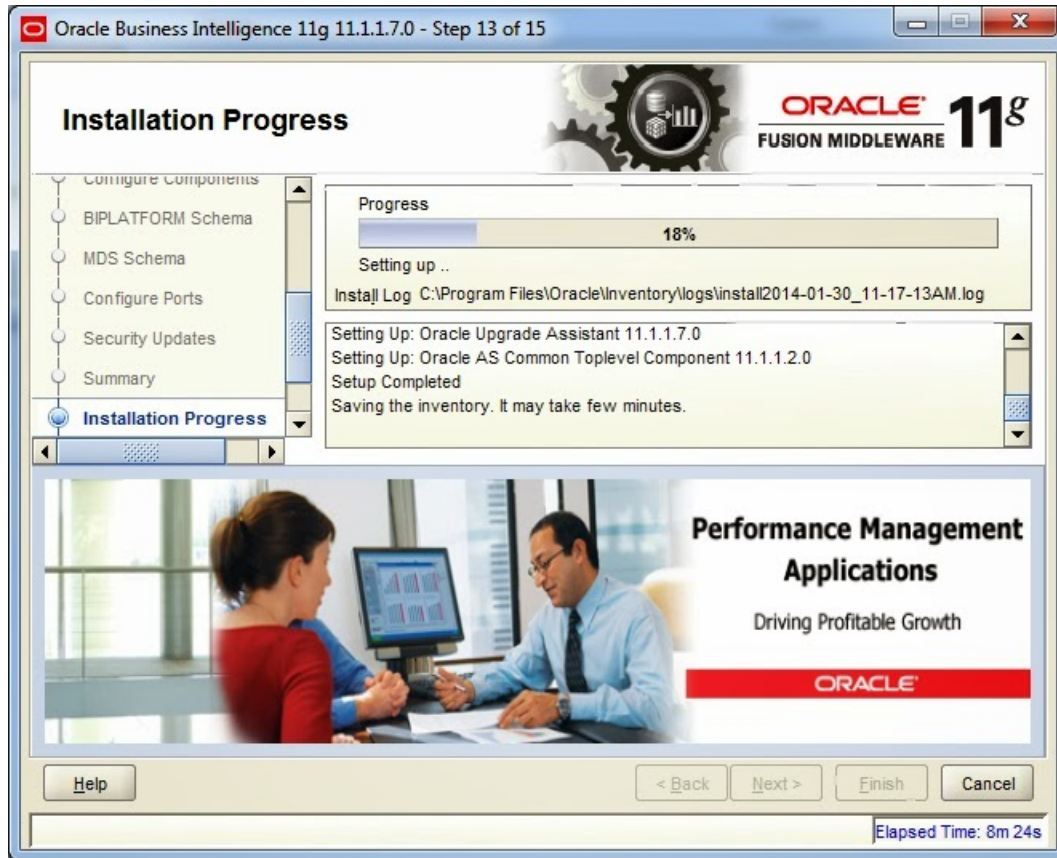 Oracle Business Intelligence 11g 11.1.1.7.0 - Step 13 of 15
Installation Progress
ORACLE
FUSION MIDDLEWARE
11g
Configure Components
BIPLATFORM Schema
MDS Schema
Configure Ports
Security Updates
Summary
Installation Progress
Progress
18%
Setting up ..
Install Log C:\Program Files\Oracle\Inventory\logs\install2014-01-30_11-17-13AM.log
Setting Up: Oracle Upgrade Assistant 11.1.1.7.0
Setting Up: Oracle AS Common Toplevel Component 11.1.1.2.0
Setup Completed
Saving the inventory. It may take few minutes.
Performance Management
Applications
Driving Profitable Growth
ORACLE
Help
< Back
Next >
Finish
Cancel
Elapsed Time: 8m 24s